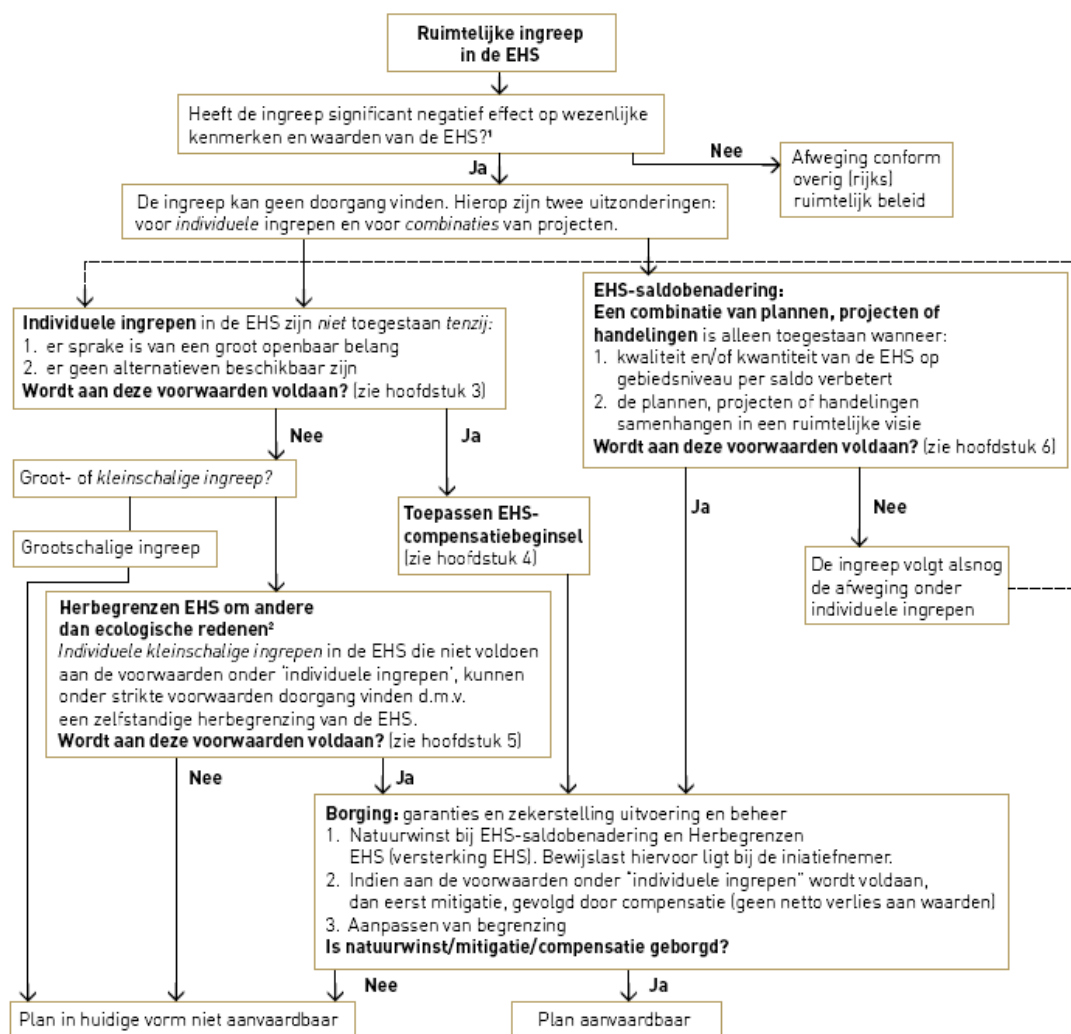 Ruimtelijke ingreep
in de EHS
Heeft de ingreep significant negatief effect op wezenlijke
kenmerken en waarden van de EHS?¹
Nee
Afweging conform
overig (rijks)
ruimtelijk beleid
Ja
De ingreep kan geen doorgang vinden. Hierop zijn twee uitzonderingen:
voor individuele ingrepen en voor combinaties van projecten.
Individuele ingrepen in de EHS zijn niet toegestaan tenzij:
1. er sprake is van een groot openbaar belang
2. er geen alternatieven beschikbaar zijn
Wordt aan deze voorwaarden voldaan? (zie hoofdstuk 3)
EHS-saldobenadering:
Een combinatie van plannen, projecten of
handelingen is alleen toegestaan wanneer:
1. kwaliteit en/of kwantiteit van de EHS op
gebiedsniveau per saldo verbetert
2. de plannen, projecten of handelingen
samenhangen in een ruimtelijke visie
Wordt aan deze voorwaarden voldaan? (zie hoofdstuk 6)
Nee
Ja
Groot- of kleinschalige ingreep?
Grootschalige ingreep
Toepassen EHS-
compensatiebeginsel
(zie hoofdstuk 4)
Ja
Nee
De ingreep volgt alsnog
de afweging onder
individuele ingrepen
Herbegrenzen EHS om andere
dan ecologische redenen²
Individuele kleinschalige ingrepen in de EHS die niet voldoen
aan de voorwaarden onder 'individuele ingrepen', kunnen
onder strikte voorwaarden doorgang vinden d.m.v.
een zelfstandige herbegrenzing van de EHS.
Wordt aan deze voorwaarden voldaan? (zie hoofdstuk 5)
Nee
Ja
Borging: garanties en zekerstelling uitvoering en beheer
1. Natuurwinst bij EHS-saldobenadering en Herbegrenzen
EHS (versterking EHS). Bewijslast hiervoor ligt bij de iniatiefnemer.
2. Indien aan de voorwaarden onder "individuele ingrepen" wordt voldaan,
dan eerst mitigatie, gevolgd door compensatie (geen netto verlies aan waarden)
3. Aanpassen van begrenzing
Is natuurwinst/mitigatie/compensatie geborgd?
Nee
Ja
Plan in huidige vorm niet aanvaardbaar
Plan aanvaardbaar